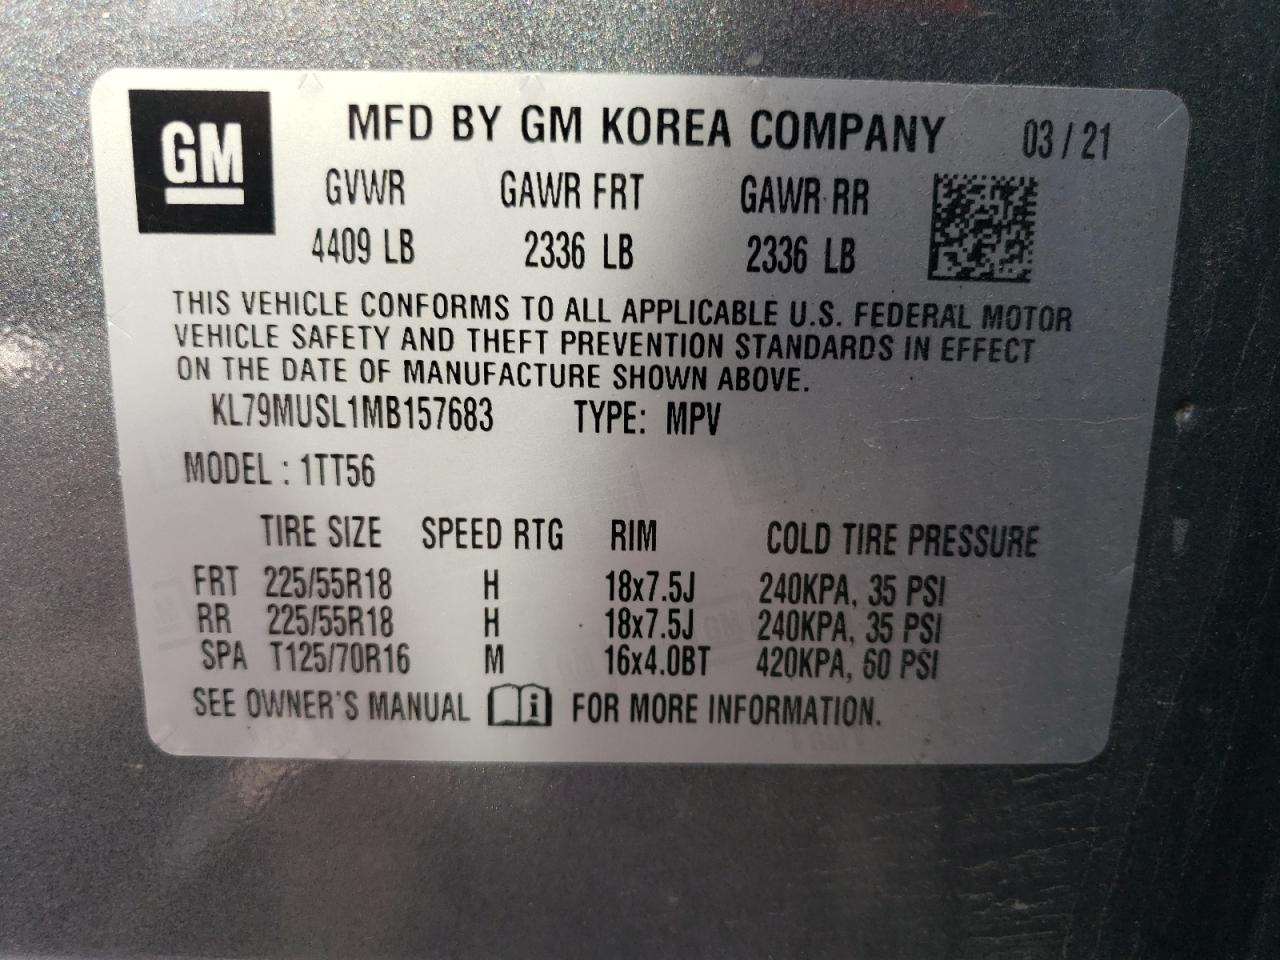 GM
MFD BY GM KOREA COMPANY 03 / 21
GVWR GAWR FRT GAWR RR
4409 LB 2336 LB 2336 LB
THIS VEHICLE CONFORMS TO ALL APPLICABLE U.S. FEDERAL MOTOR
VEHICLE SAFETY AND THEFT PREVENTION STANDARDS IN EFFECT
ON THE DATE OF MANUFACTURE SHOWN ABOVE.
KL79MUSL1MB157683 TYPE: MPV
MODEL : 1TT56
TIRE SIZE SPEED RTG RIM COLD TIRE PRESSURE
FRT 225/55R18 H 18x7.5J 240KPA, 35 PSI
RR 225/55R18 H 18x7.5J 240KPA, 35 PSI
SPA T125/70R16 M 16x4.0BT 420KPA, 60 PSI
SEE OWNER'S MANUAL i FOR MORE INFORMATION.